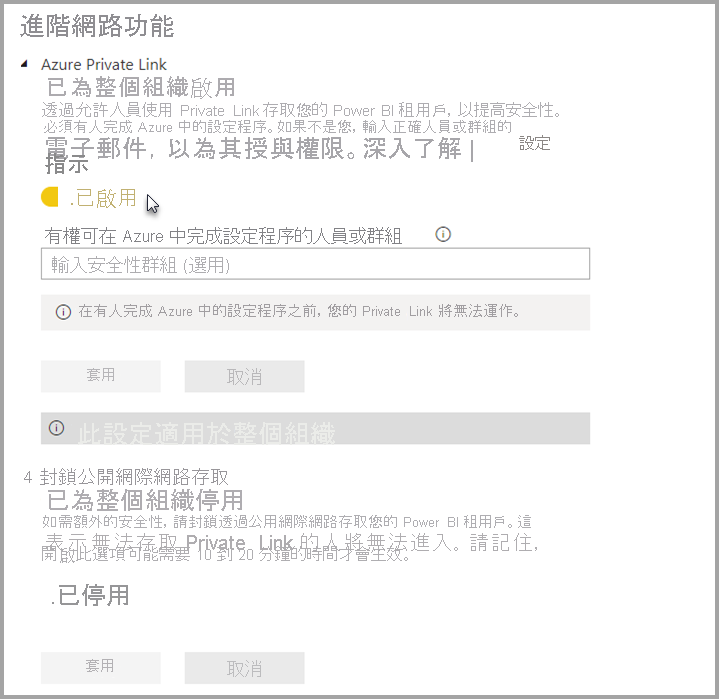 進階網路功能
Azure Private Link
已為整個組織啟用
透過允許人員使用 Private Link 存取您的 Power BI 租用戶, 以提高安全性。
必須有人完成 Azure 中的設定程序。如果不是您, 輸入正確人員或群組的
電子郵件, 以為其授與權限。深入了解 | 設定
指示
.已啟用
有權可在 Azure 中完成設定程序的人員或群組
輸入安全性群組 (選用)
在有人完成 Azure 中的設定程序之前, 您的 Private Link 將無法運作。
套用 取消
此設定適用於整個組織
4 封鎖公開網際網路存取
已為整個組織停用
如需額外的安全性, 請封鎖透過公用網際網路存取您的 Power BI 租用戶。這
表示無法存取 Private Link 的人將無法進入。請記住,
開啟此選項可能需要 10 到 20 分鐘的時間才會生效。
.已停用
套用 取消